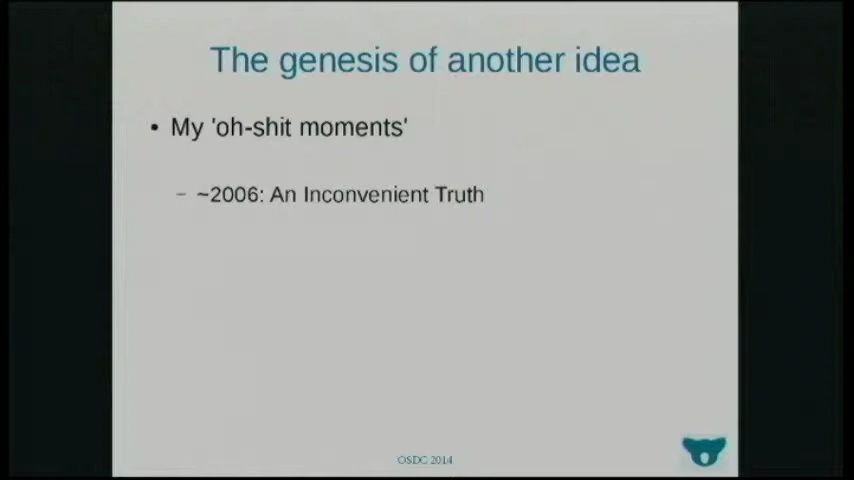 The genesis of another idea
• My 'oh-shit moments'
– ~2006: An Inconvenient Truth
OSDC 2014